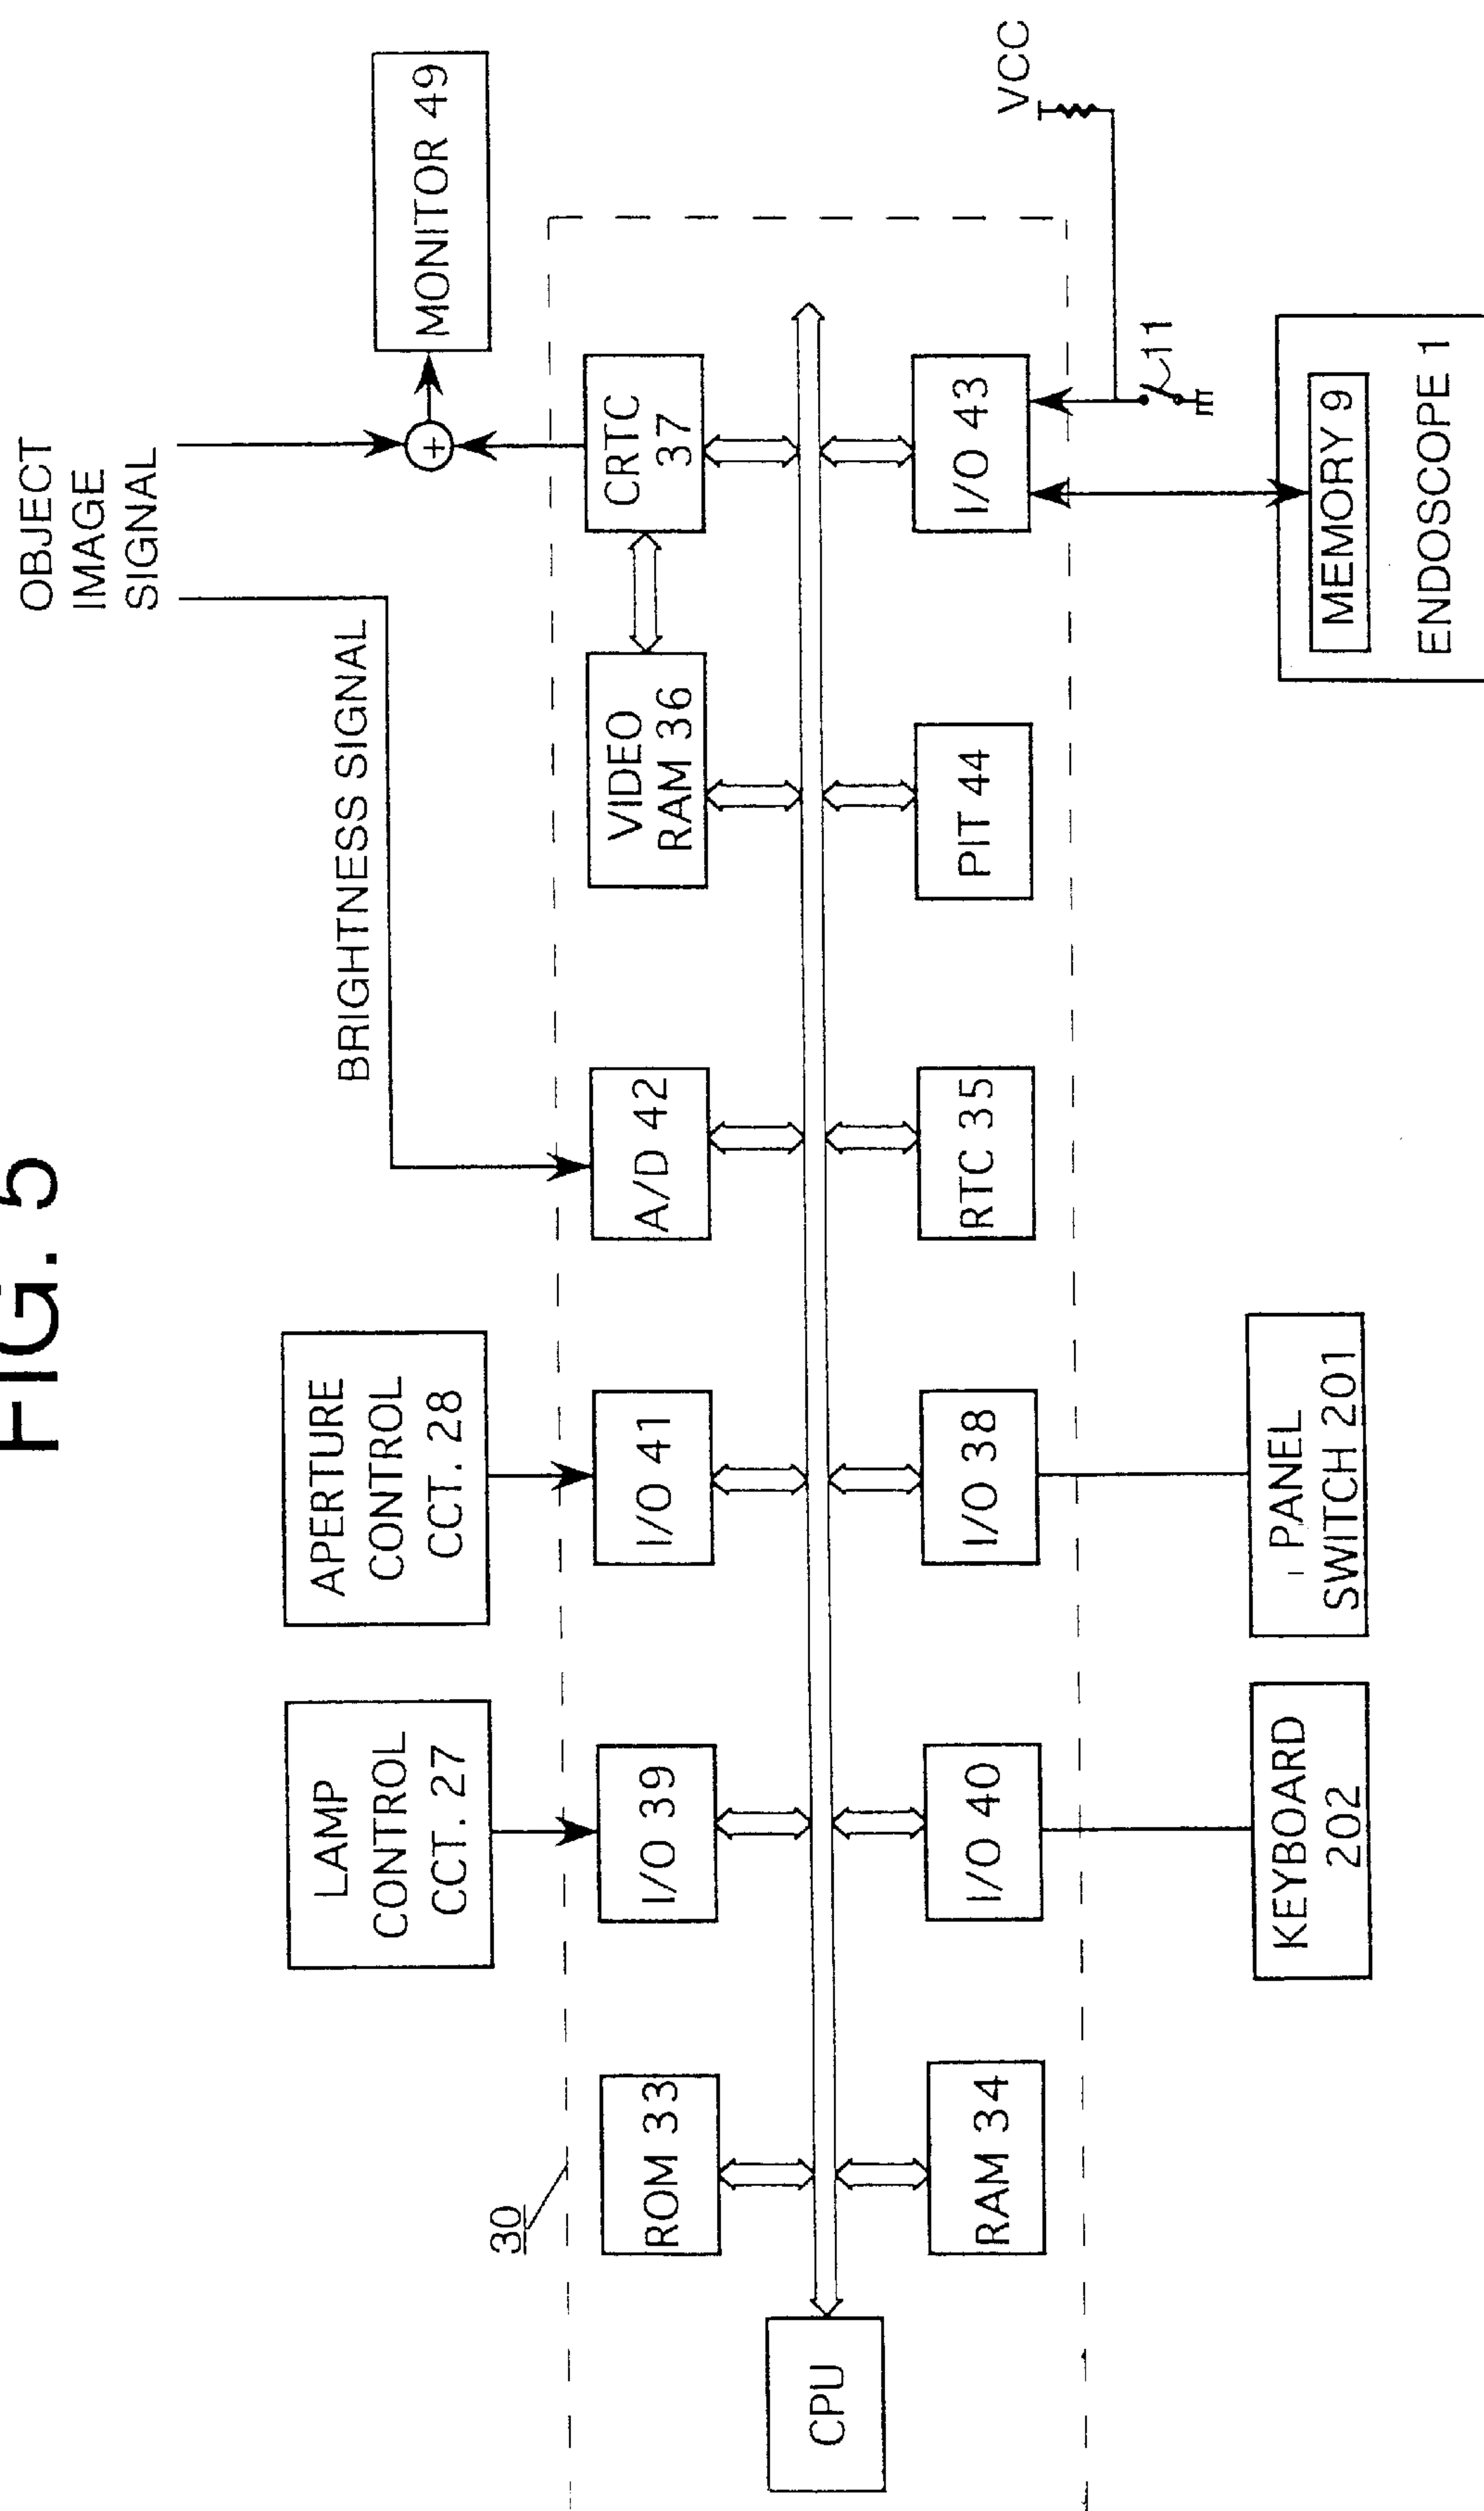 FIG. 5
OBJECT
IMAGE
SIGNAL
BRIGHTNESS SIGNAL
LAMP
CONTROL
CCT. 27
APERTURE
CONTROL
CCT. 28
MONITOR 49
30
+
ROM 33
I/O 39
I/O 41
A/D 42
VIDEO
RAM 36
CRTC
37
CPU
RAM 34
I/O 40
I/O 38
RTC 35
PIT 44
I/O 43
VCC
11
KEYBOARD
202
PANEL
SWITCH 201
MEMORY 9
ENDOSCOPE 1